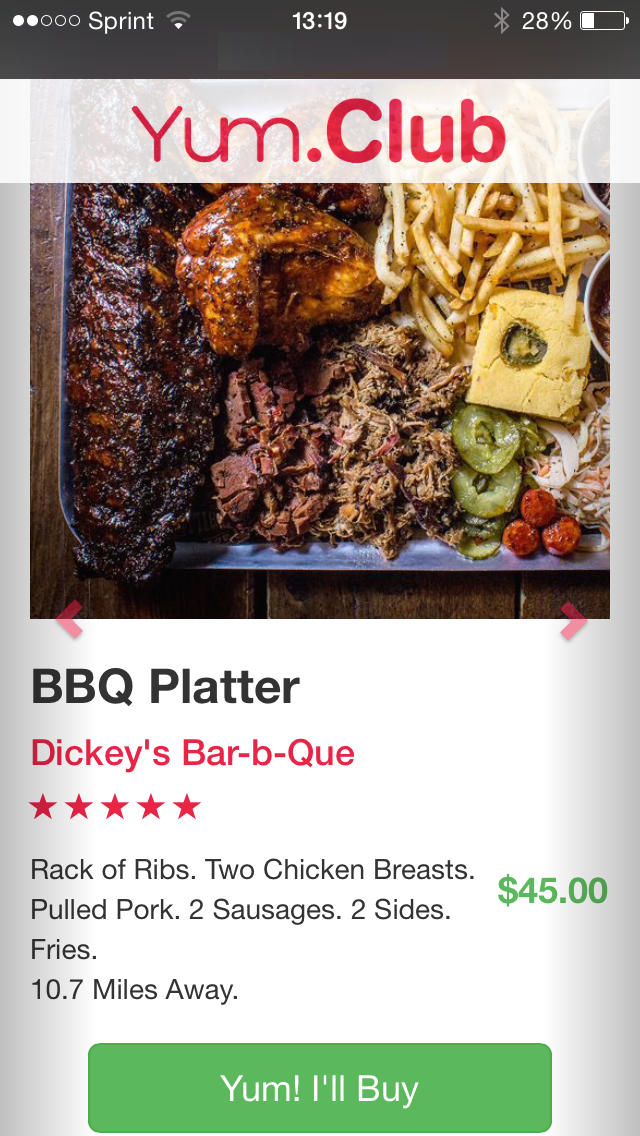 Sprint 13:19 28%
Yum.Club
BBQ Platter
Dickey's Bar-b-Que
Rack of Ribs. Two Chicken Breasts.
Pulled Pork. 2 Sausages. 2 Sides.
Fries.
10.7 Miles Away.
$45.00
Yum! I'll Buy